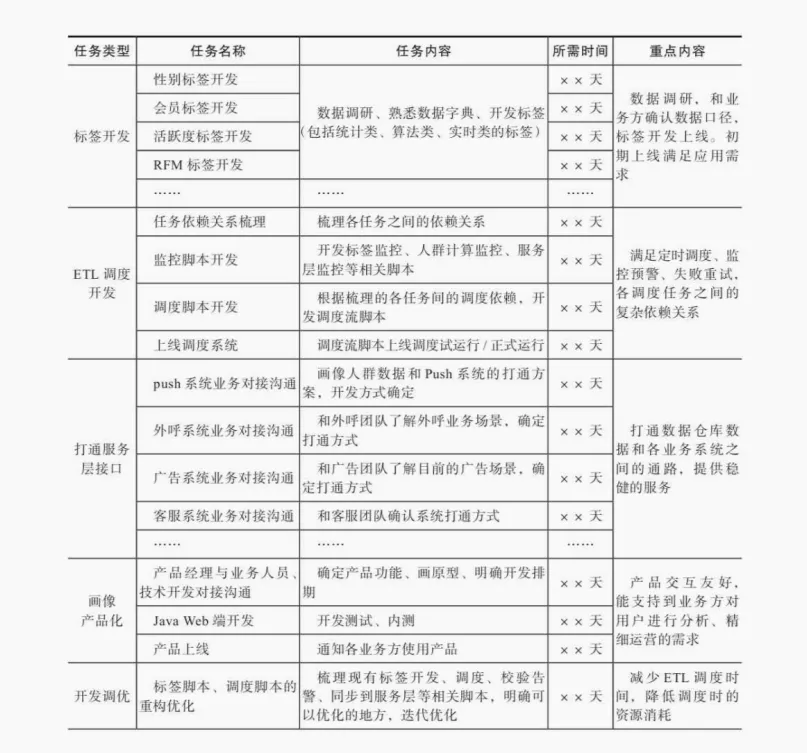 任务类型 任务名称 任务内容 所需时间 重点内容
标签开发
性别标签开发 ××天
会员标签开发 ××天
活跃度标签开发 ××天
RFM 标签开发 ××天
…… …… ……
数据调研、熟悉数据字典、开发标签
(包括统计类、算法类、实时类的标签)
数据调研，和业
务方确认数据口径，
标签开发上线。初
期上线满足应用需
求
ETL 调度
开发
任务依赖关系梳理 梳理各任务之间的依赖关系 ××天
监控脚本开发
开发标签监控、人群计算监控、服务
层监控等相关脚本
××天
调度脚本开发
根据梳理的各任务间的调度依赖，开
发调度流脚本
××天
上线调度系统 调度流脚本上线调度试运行 / 正式运行 ××天
满足定时调度、监
控预警、失败重试，
各调度任务之间的
复杂依赖关系
打通服务
层接口
push 系统业务对接沟通
画像人群数据和 Push 系统的打通方
案，开发方式确定
××天
外呼系统业务对接沟通
和外呼团队了解外呼业务场景，确定
打通方式
××天
广告系统业务对接沟通
和广告团队了解目前的广告场景，确
定打通方式
××天
客服系统业务对接沟通 和客服团队确认系统打通方式 ××天
…… …… ……
打通数据仓库数
据和各业务系统之
间的通路，提供稳
健的服务
画像
产品化
产品经理与业务人员、
技术开发对接沟通
确定产品功能、画原型、明确开发排
期
××天
Java Web 端开发 开发测试、内测 ××天
产品上线 通知各业务方使用产品 ××天
产品交互友好，
能支持到业务方对
用户进行分析、精
细运营的需求
开发调优
标签脚本、调度脚本的
重构优化
梳理现有标签开发、调度、校验告
警、同步到服务层等相关脚本，明确可
以优化的地方，迭代优化
××天
减少 ETL 调度时
间，降低调度时的
资源消耗